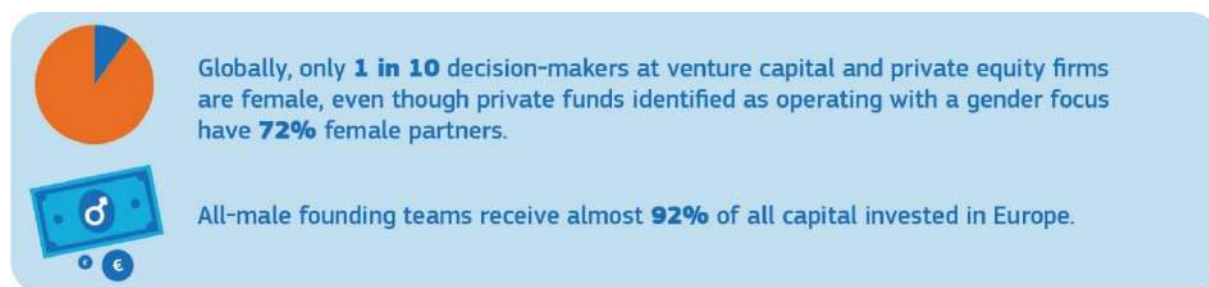 Globally, only 1 in 10 decision-makers at venture capital and private equity firms
are female, even though private funds identified as operating with a gender focus
have 72% female partners.
All-male founding teams receive almost 92% of all capital invested in Europe.
€
€